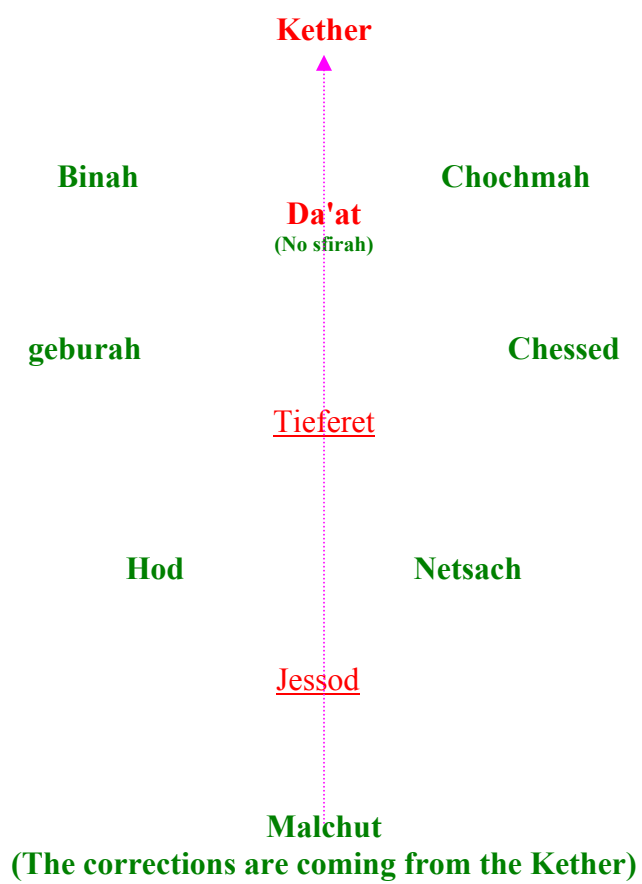 Kether
Binah
Chochmah
Da'at
(No sfirah)
geburah
Chessed
Tieferet
Hod
Netsach
Jessod
Malchut
(The corrections are coming from the Kether)